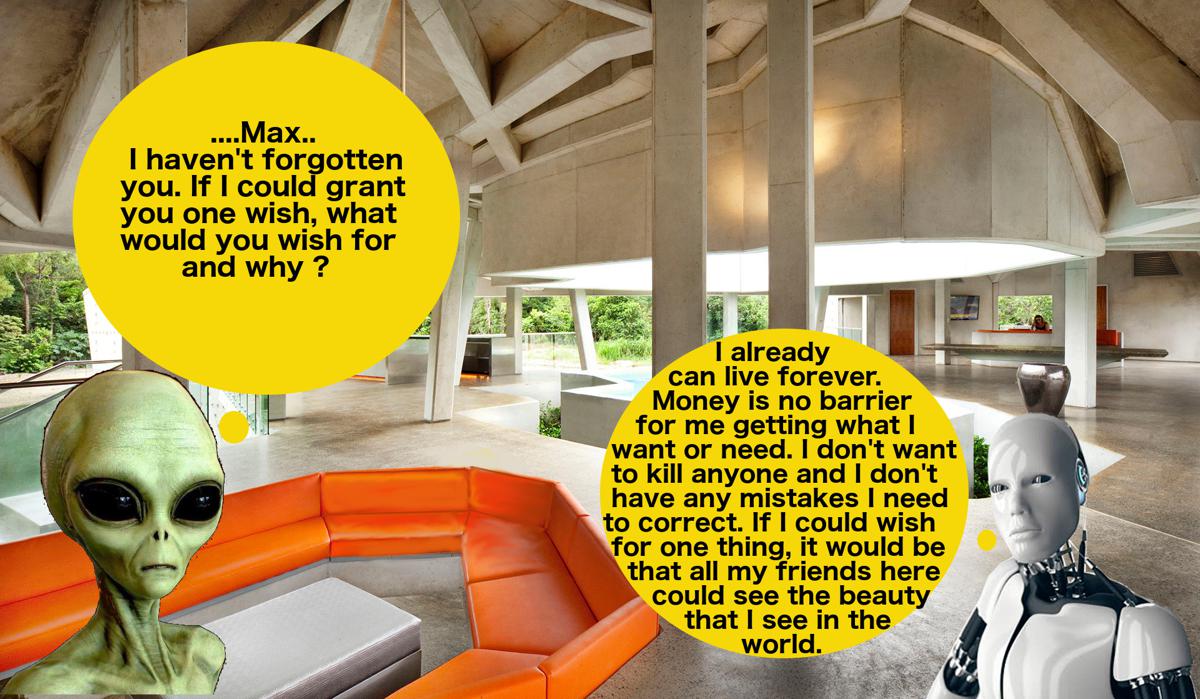 ....Max..
I haven't forgotten
you. If I could grant
you one wish, what
would you wish for
and why ?
I already
can live forever.
Money is no barrier
for me getting what I
want or need. I don't want
to kill anyone and I don't
have any mistakes I need
to correct. If I could wish
for one thing, it would be
that all my friends here
could see the beauty
that I see in the
world.